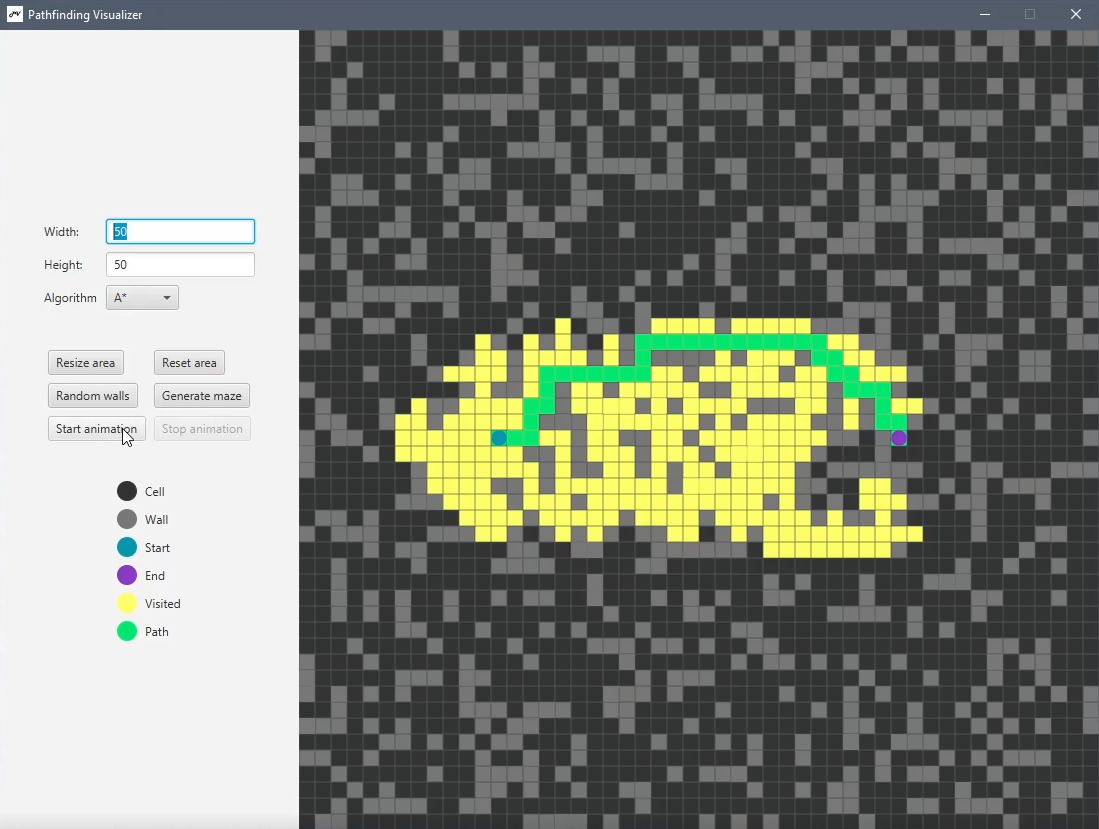 Pathfinding Visualizer
Width: 50
Height: 50
Algorithm A*
Resize area Reset area
Random walls Generate maze
Start animation Stop animation
Cell
Wall
Start
End
Visited
Path